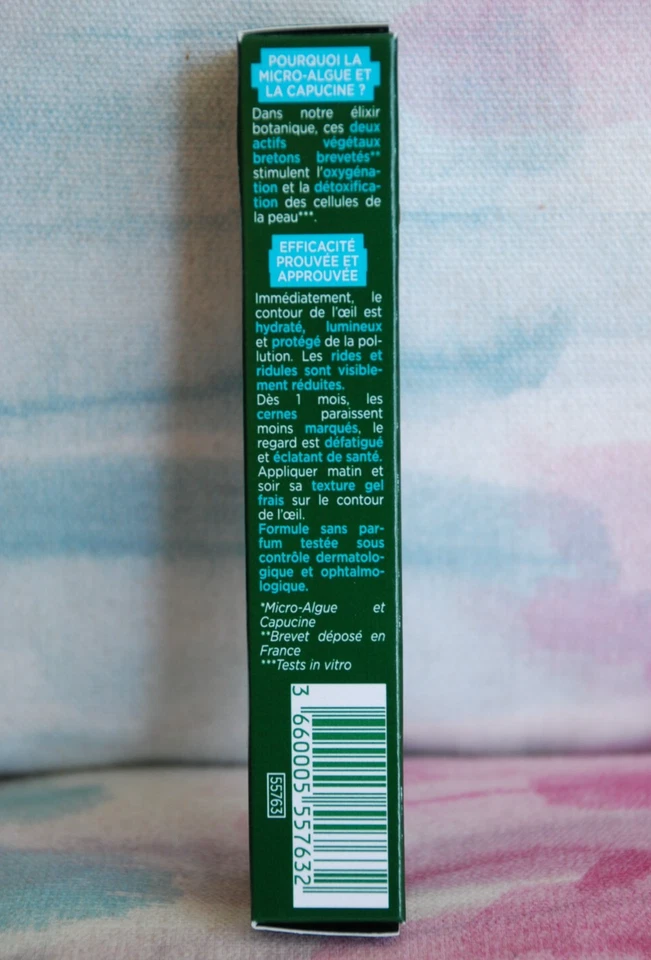 POURQUOI LA
MICRO-ALGUE ET
LA CAPUCINE ?
Dans notre élixir
botanique, ces deux
actifs végétaux
bretons brevetés**
stimulent l'oxygéna-
tion et la détoxifica-
tion des cellules de
la peau***.
EFFICACITÉ
PROUVÉE ET
APPROUVÉE
Immédiatement, le
contour de l'œil est
hydraté, lumineux
et protégé de la pol-
lution. Les rides et
ridules sont visible-
ment réduites.
Dès 1 mois, les
cernes paraissent
moins marqués, le
regard est défatigué
et éclatant de santé.
Appliquer matin et
soir sa texture gel
frais sur le contour
de l'œil.
Formule sans par-
fum testée sous
contrôle dermatolo-
gique et ophtalmo-
logique.
*Micro-Algue et
Capucine
**Brevet déposé en
France
***Tests in vitro
55763
3 660005 557632